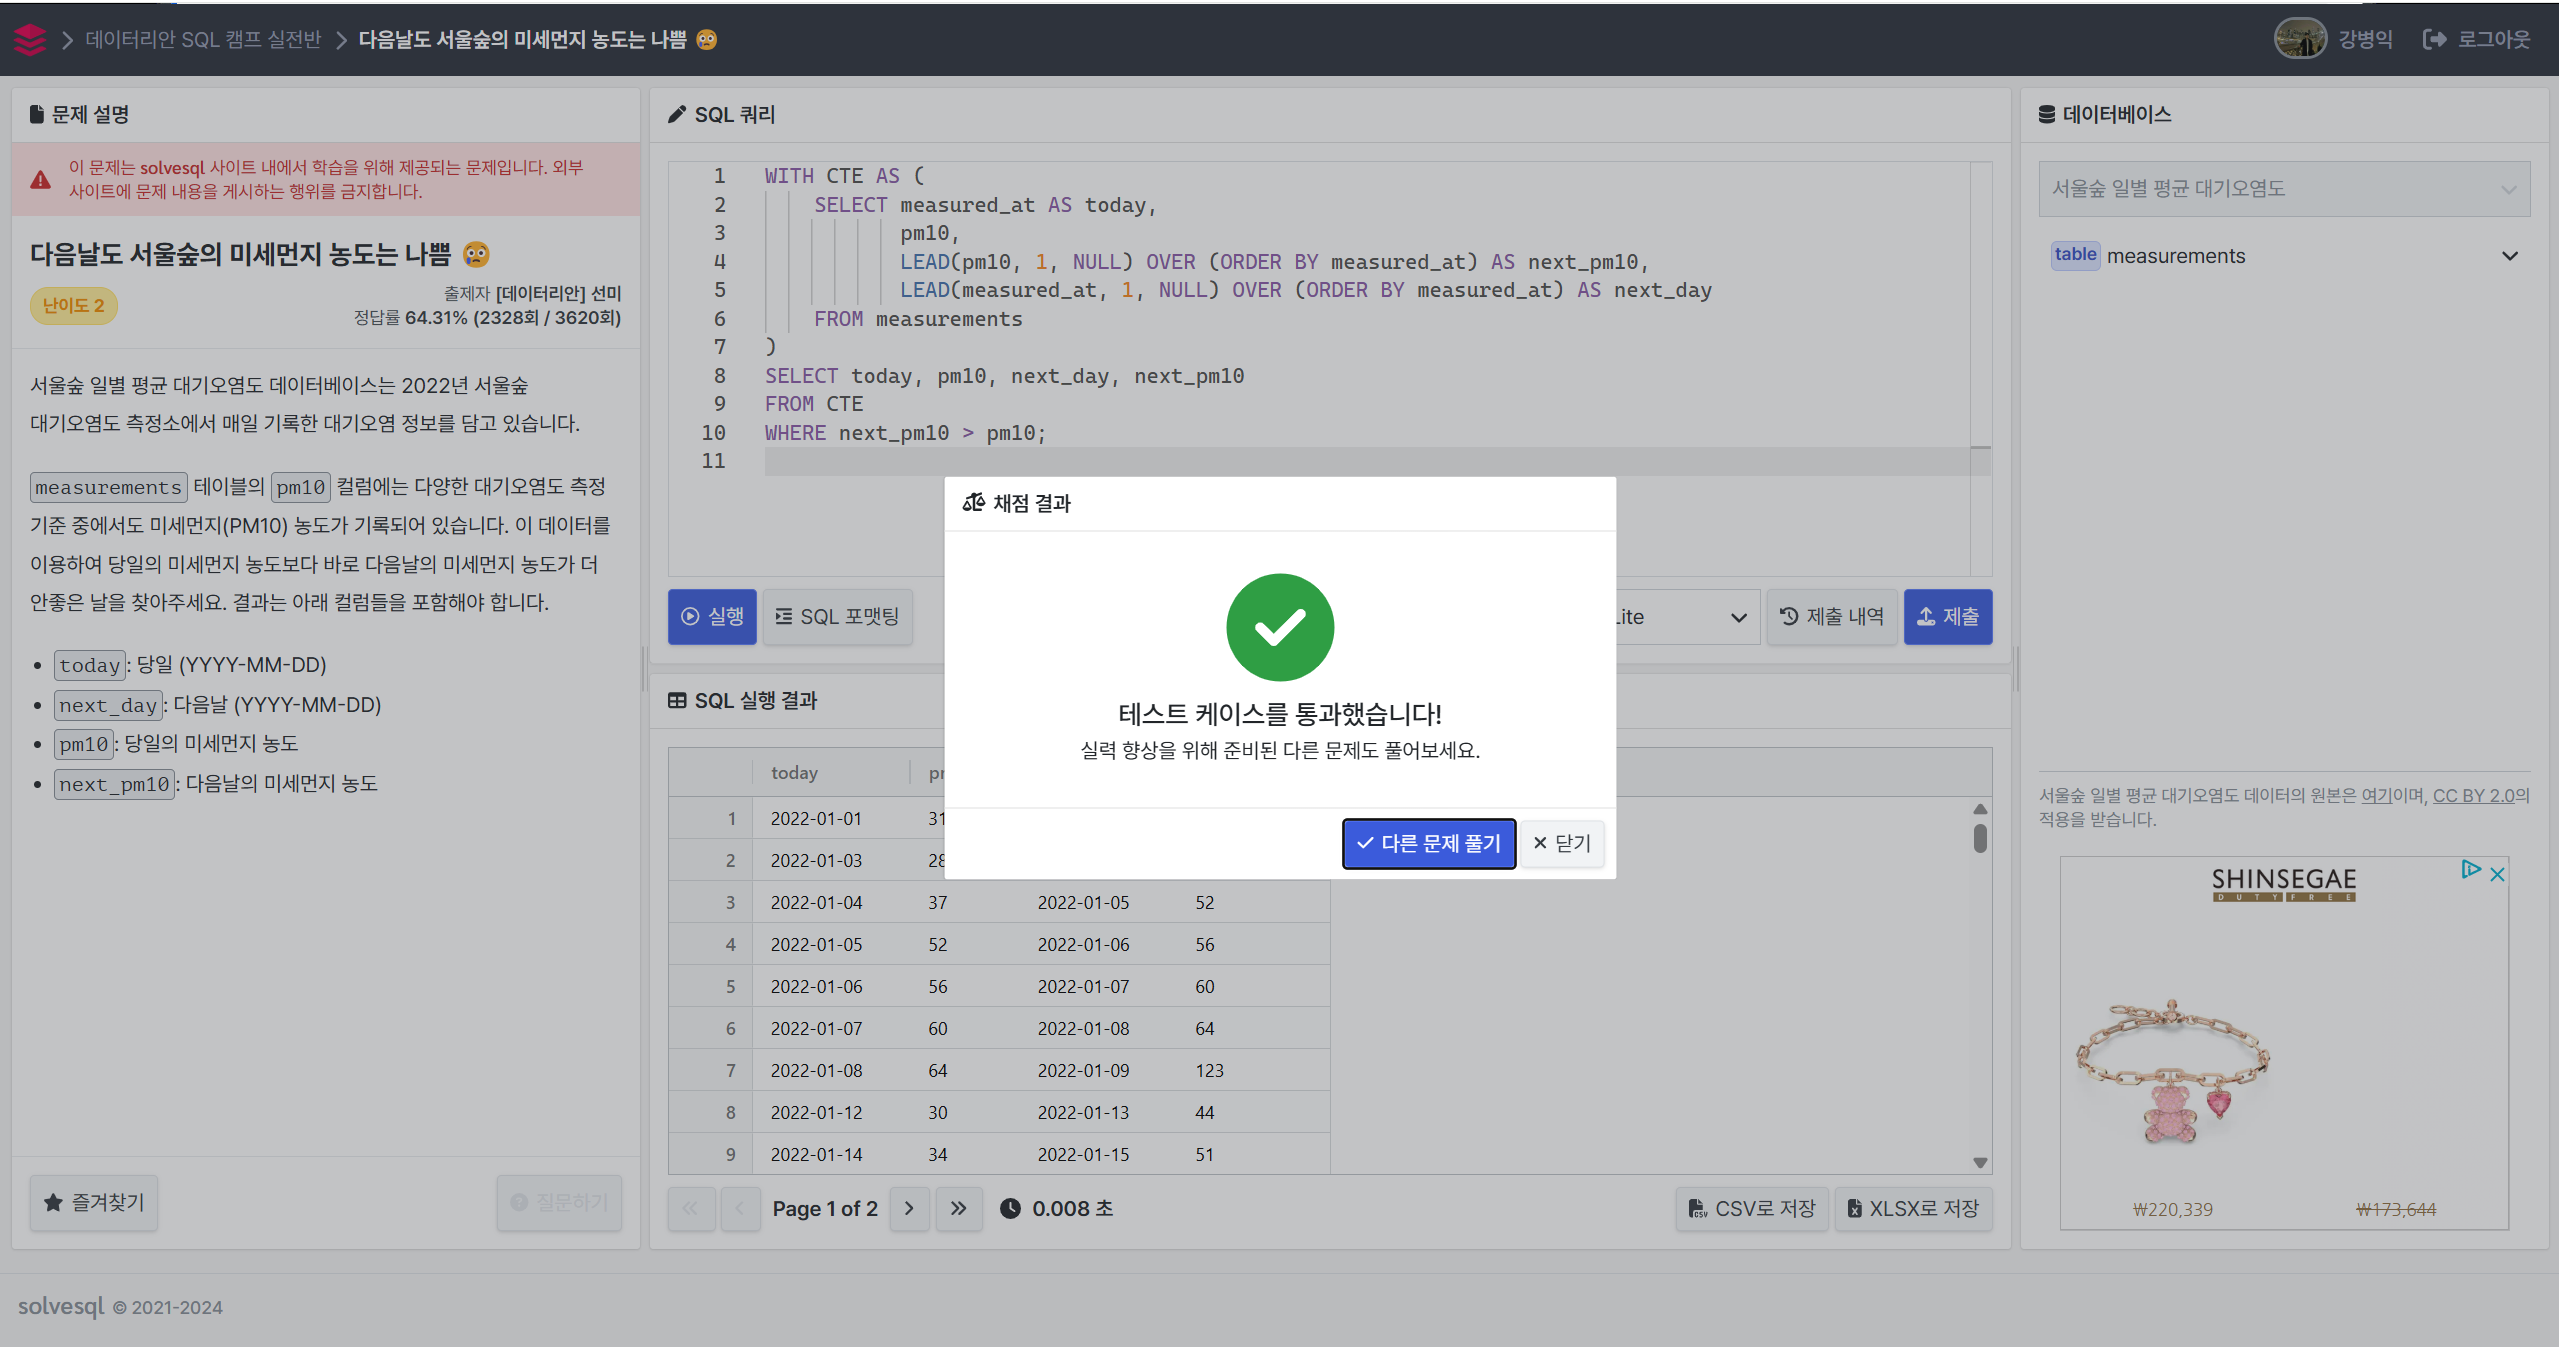 데이터리안 SQL 캠프 실전반
다음날도 서울숲의 미세먼지 농도는 나쁨 😢
강병익
로그아웃
문제 설명
이 문제는 solvesql 사이트 내에서 학습을 위해 제공되는 문제입니다. 외부
사이트에 문제 내용을 게시하는 행위를 금지합니다.
다음날도 서울숲의 미세먼지 농도는 나쁨 😢
난이도 2
출제자 [데이터리안] 선미
정답률 64.31% (2328회 / 3620회)
서울숲 일별 평균 대기오염도 데이터베이스는 2022년 서울숲
대기오염도 측정소에서 매일 기록한 대기오염 정보를 담고 있습니다.
measurements 테이블의 pm10 컬럼에는 다양한 대기오염도 측정
기준 중에서도 미세먼지(PM10) 농도가 기록되어 있습니다. 이 데이터를
이용하여 당일의 미세먼지 농도보다 바로 다음날의 미세먼지 농도가 더
안좋은 날을 찾아주세요. 결과는 아래 컬럼들을 포함해야 합니다.
• today: 당일 (YYYY-MM-DD)
• next_day: 다음날 (YYYY-MM-DD)
• pm10: 당일의 미세먼지 농도
• next_pm10: 다음날의 미세먼지 농도
즐겨찾기
질문하기
SQL 쿼리
1 WITH CTE AS (
2 SELECT measured_at AS today,
3 pm10,
4 LEAD(pm10, 1, NULL) OVER (ORDER BY measured_at) AS next_pm10,
5 LEAD(measured_at, 1, NULL) OVER (ORDER BY measured_at) AS next_day
6 FROM measurements
7 )
8 SELECT today, pm10, next_day, next_pm10
9 FROM CTE
10 WHERE next_pm10 > pm10;
11
실행
SQL 포맷팅
제출 내역
제출
채점 결과
테스트 케이스를 통과했습니다!
실력 향상을 위해 준비된 다른 문제도 풀어보세요.
다른 문제 풀기
닫기
SQL 실행 결과
today
1 2022-01-01 31
2 2022-01-03 28
3 2022-01-04 37 2022-01-05 52
4 2022-01-05 52 2022-01-06 56
5 2022-01-06 56 2022-01-07 60
6 2022-01-07 60 2022-01-08 64
7 2022-01-08 64 2022-01-09 123
8 2022-01-12 30 2022-01-13 44
9 2022-01-14 34 2022-01-15 51
Page 1 of 2
0.008 초
CSV로 저장
XLSX로 저장
데이터베이스
서울숲 일별 평균 대기오염도
table measurements
서울숲 일별 평균 대기오염도 데이터의 원본은 여기이며, CC BY 2.0의
적용을 받습니다.
SHINSEGAE
DUTY FREE
₩220,339
₩173,644
solvesql © 2021-2024